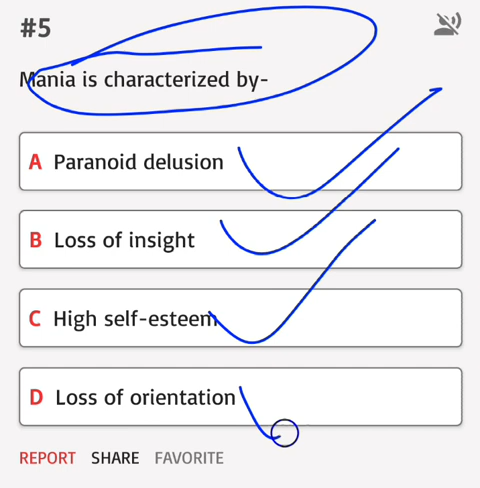 #5
Mania is characterized by-
A Paranoid delusion
B Loss of insight
C High self-esteem
D Loss of orientation
REPORT SHARE FAVORITE